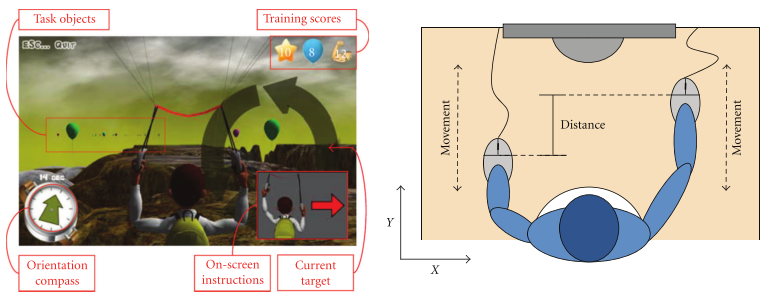 Task objects
Training scores
ESC... QUIT
10
8
14 SEC
Orientation
compass
On-screen
instructions
Current
target
Movement
Distance
Movement
Y
X